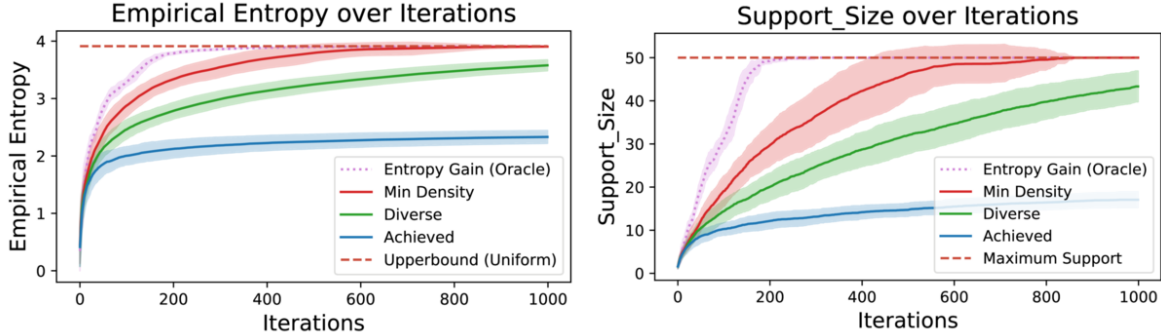 Empirical Entropy over Iterations
Empirical Entropy
4
3
2
1
0
Entropy Gain (Oracle)
Min Density
Diverse
Achieved
Upperbound (Uniform)
0 200 400 600 800 1000
Iterations
Support_Size over Iterations
Support_Size
50
40
30
20
10
0
Entropy Gain (Oracle)
Min Density
Diverse
Achieved
Maximum Support
0 200 400 600 800 1000
Iterations